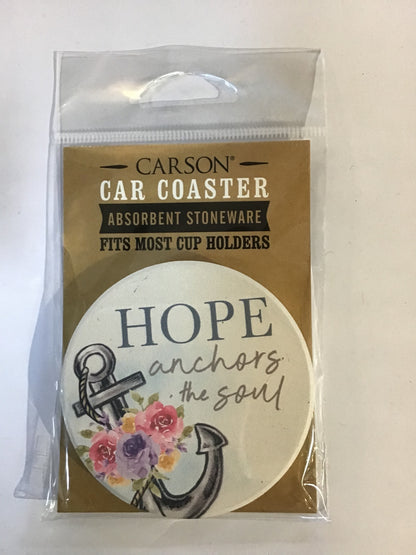 CARSON®
CAR COASTER
ABSORBENT STONEWARE
FITS MOST CUP HOLDERS
HOPE
anchors
the soul